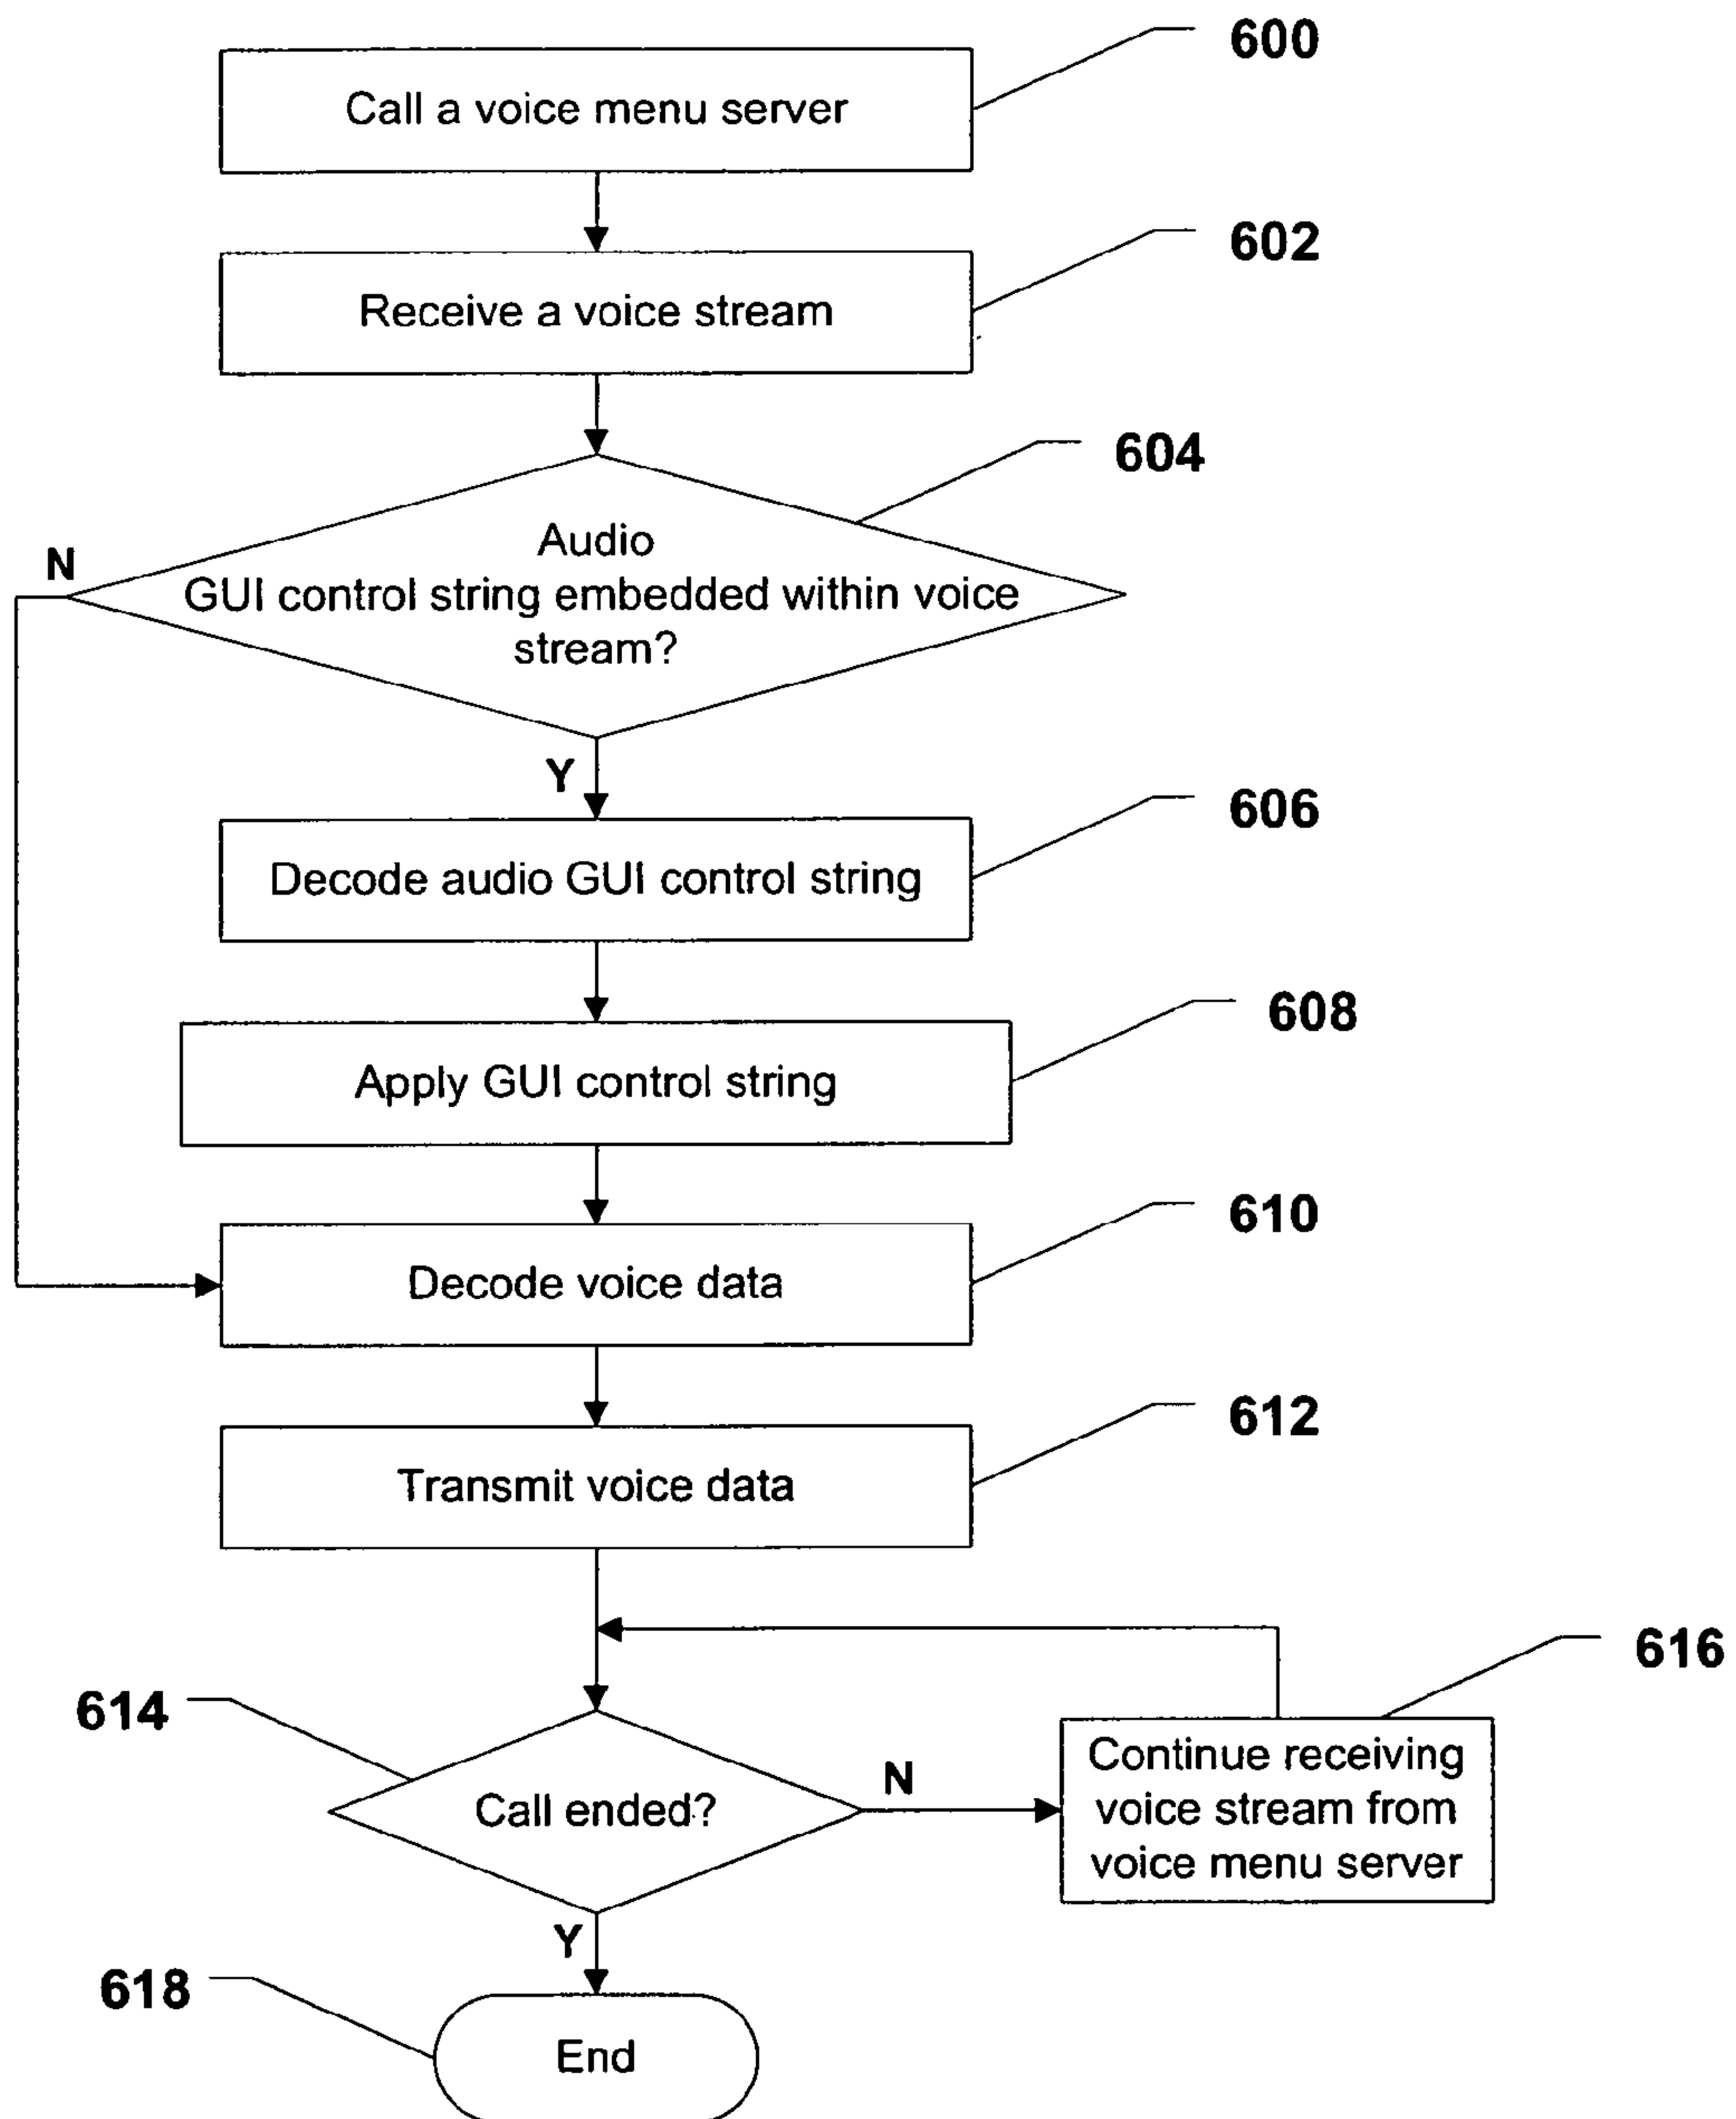 600
Call a voice menu server
602
Receive a voice stream
604
Audio
N
GUI control string embedded within voice
stream?
Y
606
Decode audio GUI control string
608
Apply GUI control string
610
Decode voice data
612
Transmit voice data
616
614
Continue receiving
N
voice stream from
Call ended?
voice menu server
Y
618
End